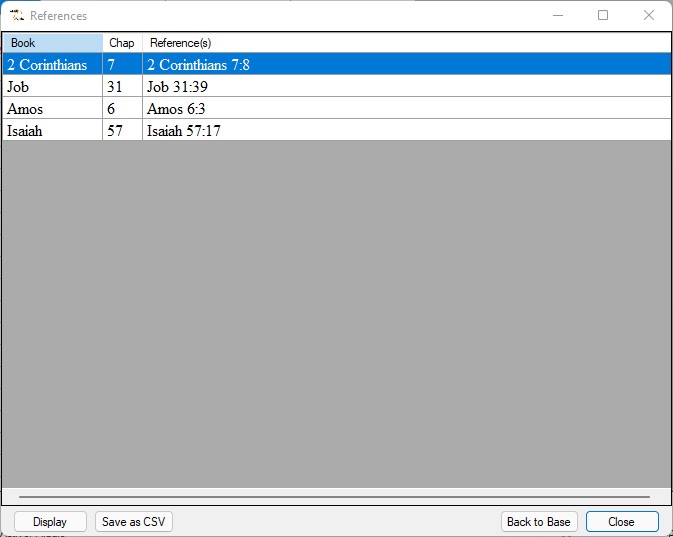 References
Book Chap Reference(s)
2 Corinthians 7 2 Corinthians 7:8
Job 31 Job 31:39
Amos 6 Amos 6:3
Isaiah 57 Isaiah 57:17
Display Save as CSV Back to Base Close